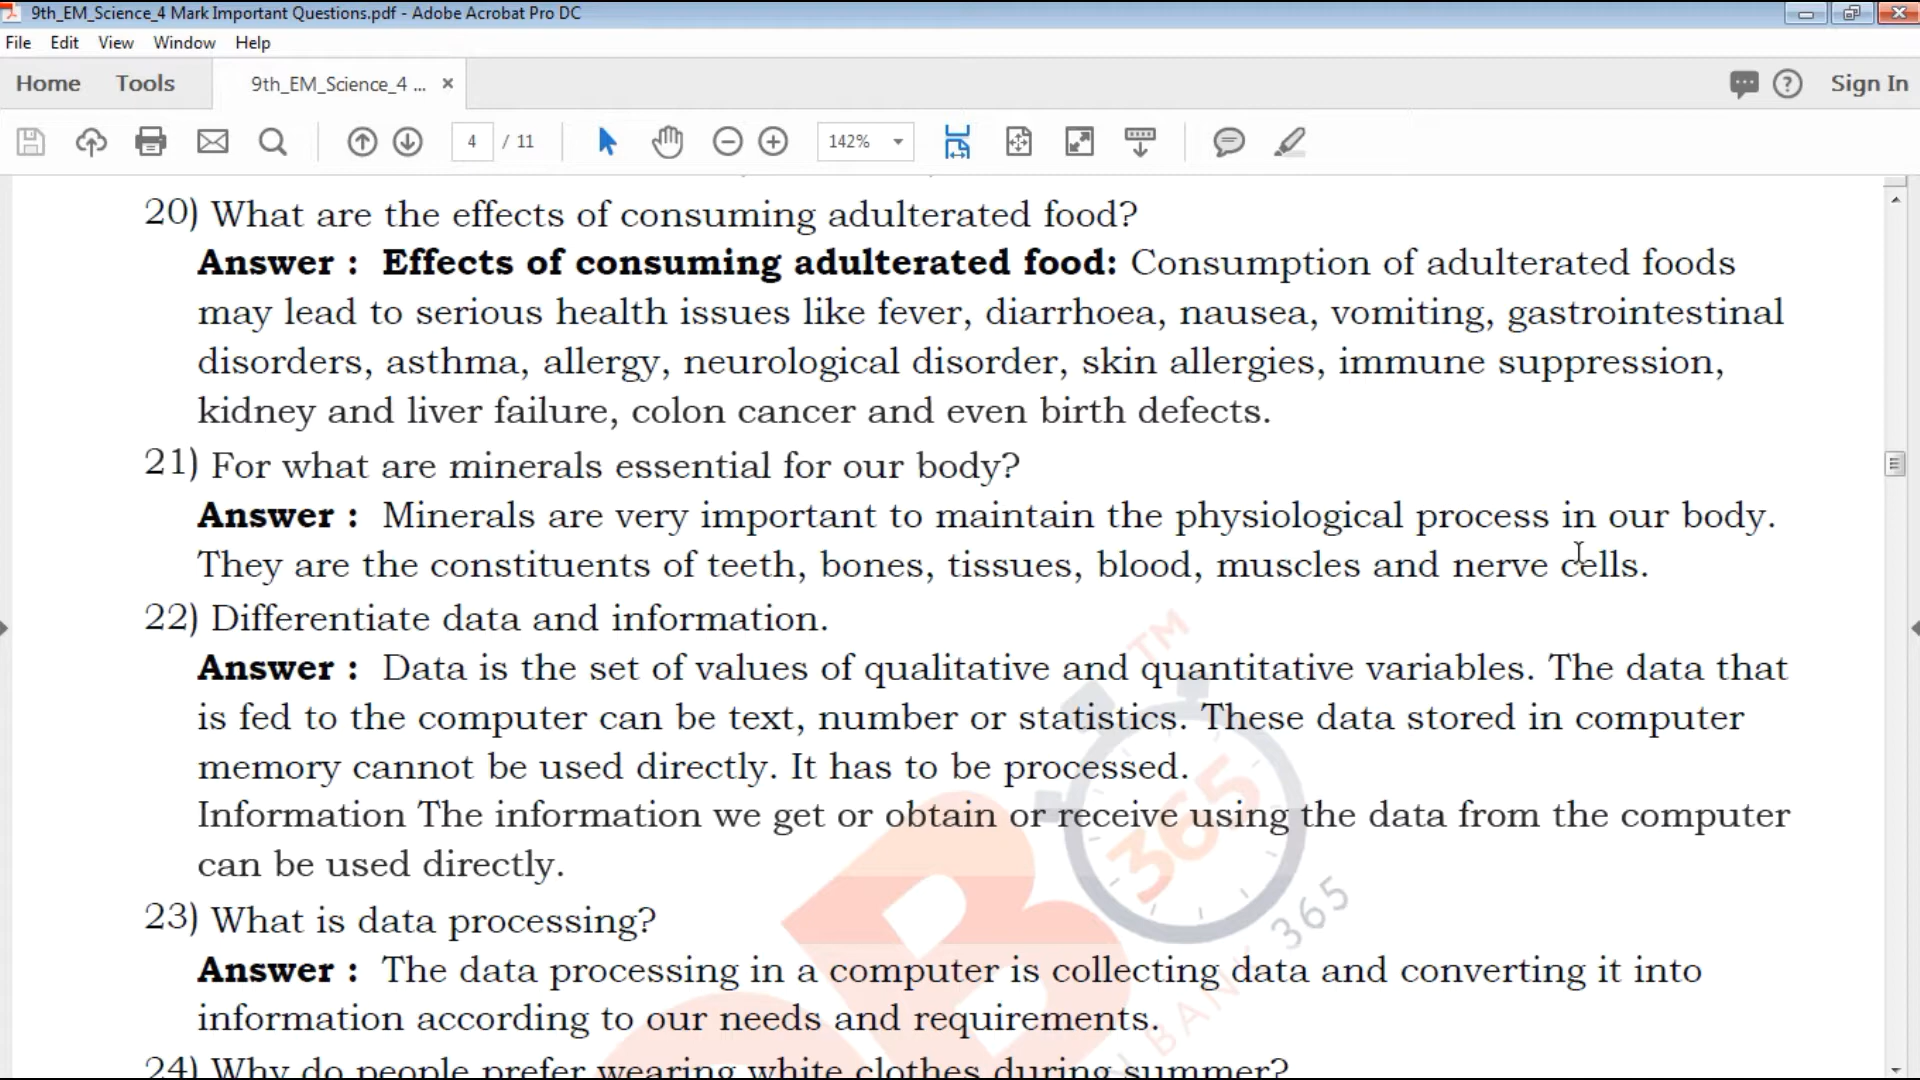 9th_EM_Science_4 Mark Important Questions.pdf - Adobe Acrobat Pro DC
File Edit View Window Help
Home Tools 9th_EM_Science_4 ... × Sign In
4 / 11 142%
20) What are the effects of consuming adulterated food?
Answer : Effects of consuming adulterated food: Consumption of adulterated foods
may lead to serious health issues like fever, diarrhoea, nausea, vomiting, gastrointestinal
disorders, asthma, allergy, neurological disorder, skin allergies, immune suppression,
kidney and liver failure, colon cancer and even birth defects.
21) For what are minerals essential for our body?
Answer : Minerals are very important to maintain the physiological process in our body.
They are the constituents of teeth, bones, tissues, blood, muscles and nerve cells.
22) Differentiate data and information.
Answer : Data is the set of values of qualitative and quantitative variables. The data that
is fed to the computer can be text, number or statistics. These data stored in computer
memory cannot be used directly. It has to be processed.
Information The information we get or obtain or receive using the data from the computer
can be used directly.
23) What is data processing?
Answer : The data processing in a computer is collecting data and converting it into
information according to our needs and requirements.
24) Why do people prefer wearing white clothes during summer?
TM
365
B
BANK 365